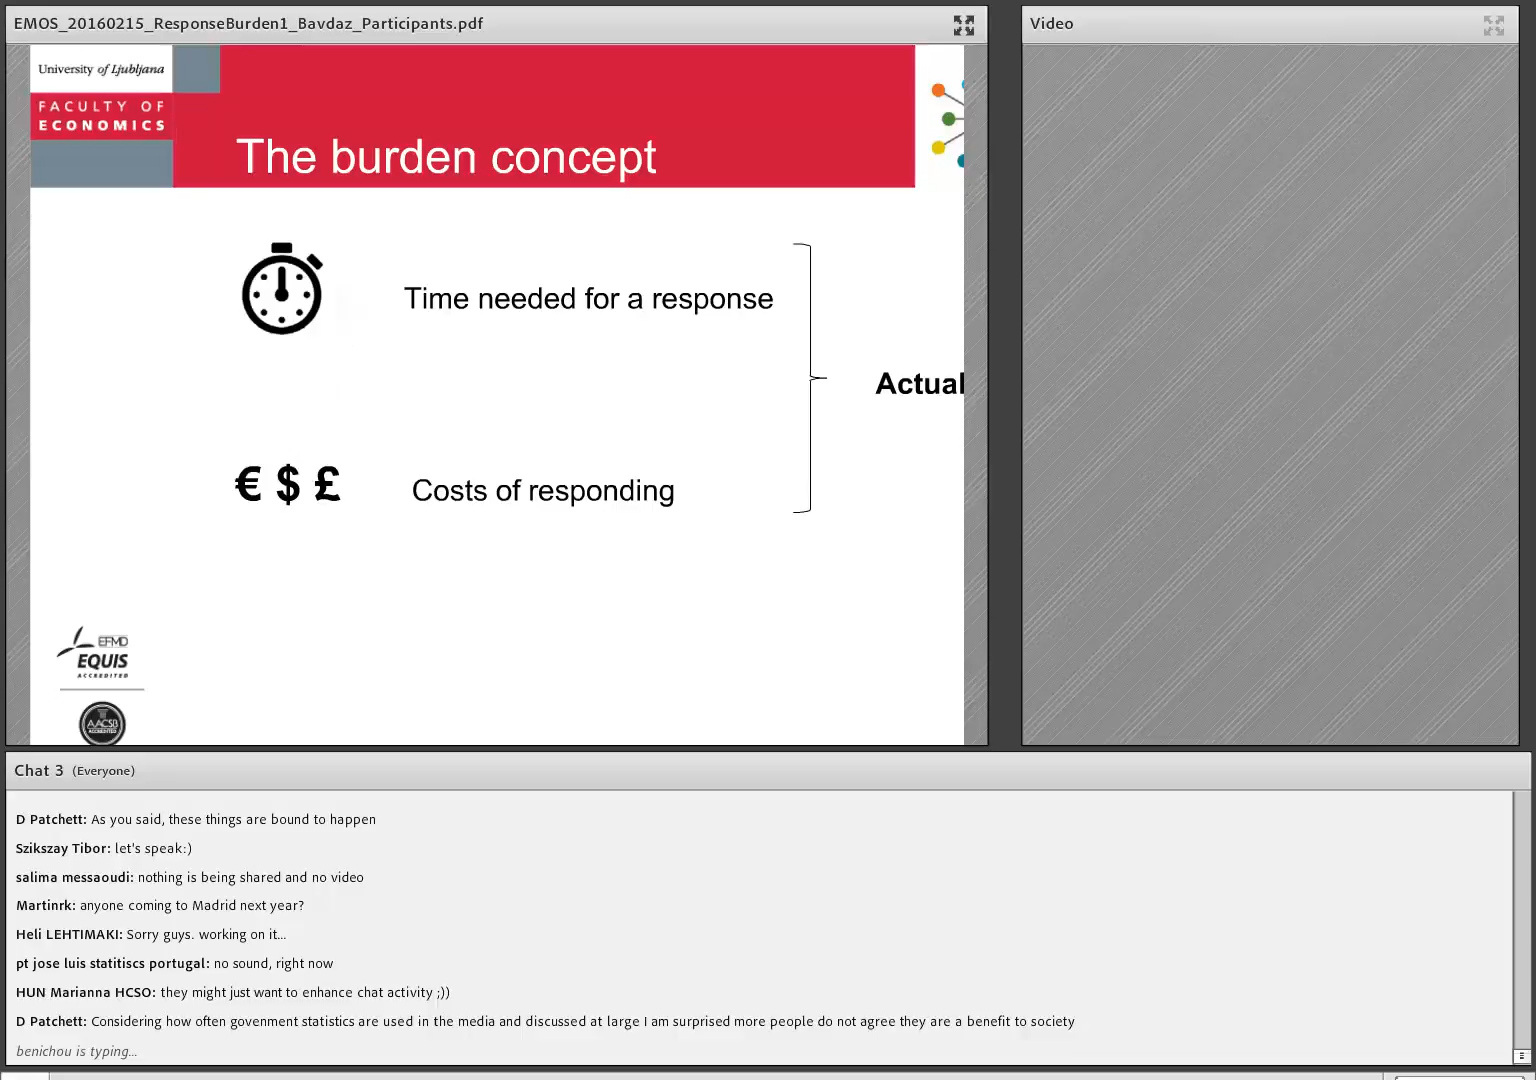 EMOS_20160215_ResponseBurden1_Bavdaz_Participants.pdf
Video
University of Ljubljana
FACULTY OF
ECONOMICS
The burden concept
Time needed for a response
Actual
€ $ £
Costs of responding
EFMD
EQUIS
ACCREDITED
AACSB
ACCREDITED
Chat 3 (Everyone)
D Patchett: As you said, these things are bound to happen
Szikszay Tibor: let's speak:)
salima messaoudi: nothing is being shared and no video
Martinrk: anyone coming to Madrid next year?
Heli LEHTIMAKI: Sorry guys. working on it...
pt jose luis statitiscs portugal: no sound, right now
HUN Marianna HCSO: they might just want to enhance chat activity ;))
D Patchett: Considering how often govenment statistics are used in the media and discussed at large I am surprised more people do not agree they are a benefit to society
benichou is typing...